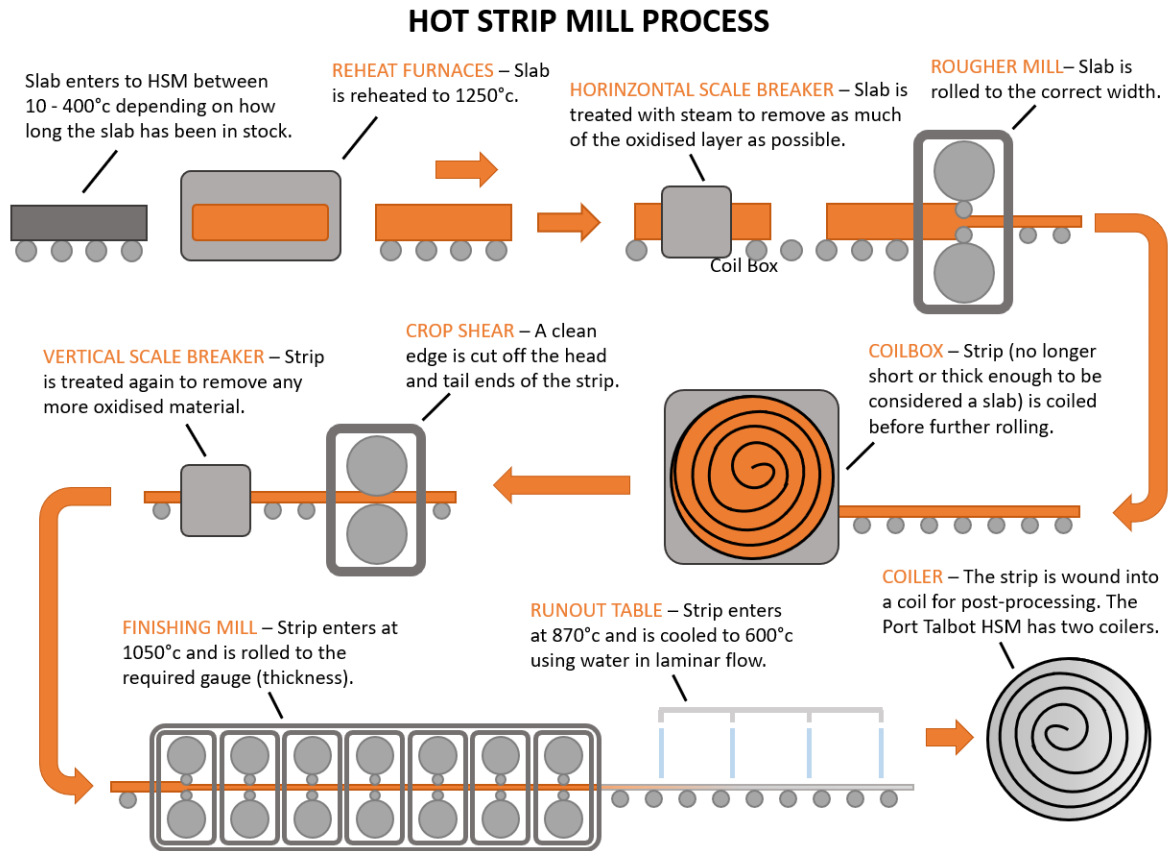 HOT STRIP MILL PROCESS
Slab enters to HSM between
10 - 400°c depending on how
long the slab has been in stock.
REHEAT FURNACES – Slab
is reheated to 1250°c.
HORINZONTAL SCALE BREAKER – Slab is
treated with steam to remove as much
of the oxidised layer as possible.
ROUGHER MILL– Slab is
rolled to the correct width.
Coil Box
COILBOX – Strip (no longer
short or thick enough to be
considered a slab) is coiled
before further rolling.
CROP SHEAR – A clean
edge is cut off the head
and tail ends of the strip.
VERTICAL SCALE BREAKER – Strip
is treated again to remove any
more oxidised material.
FINISHING MILL – Strip enters at
1050°c and is rolled to the
required gauge (thickness).
RUNOUT TABLE – Strip enters
at 870°c and is cooled to 600°c
using water in laminar flow.
COILER – The strip is wound into
a coil for post-processing. The
Port Talbot HSM has two coilers.